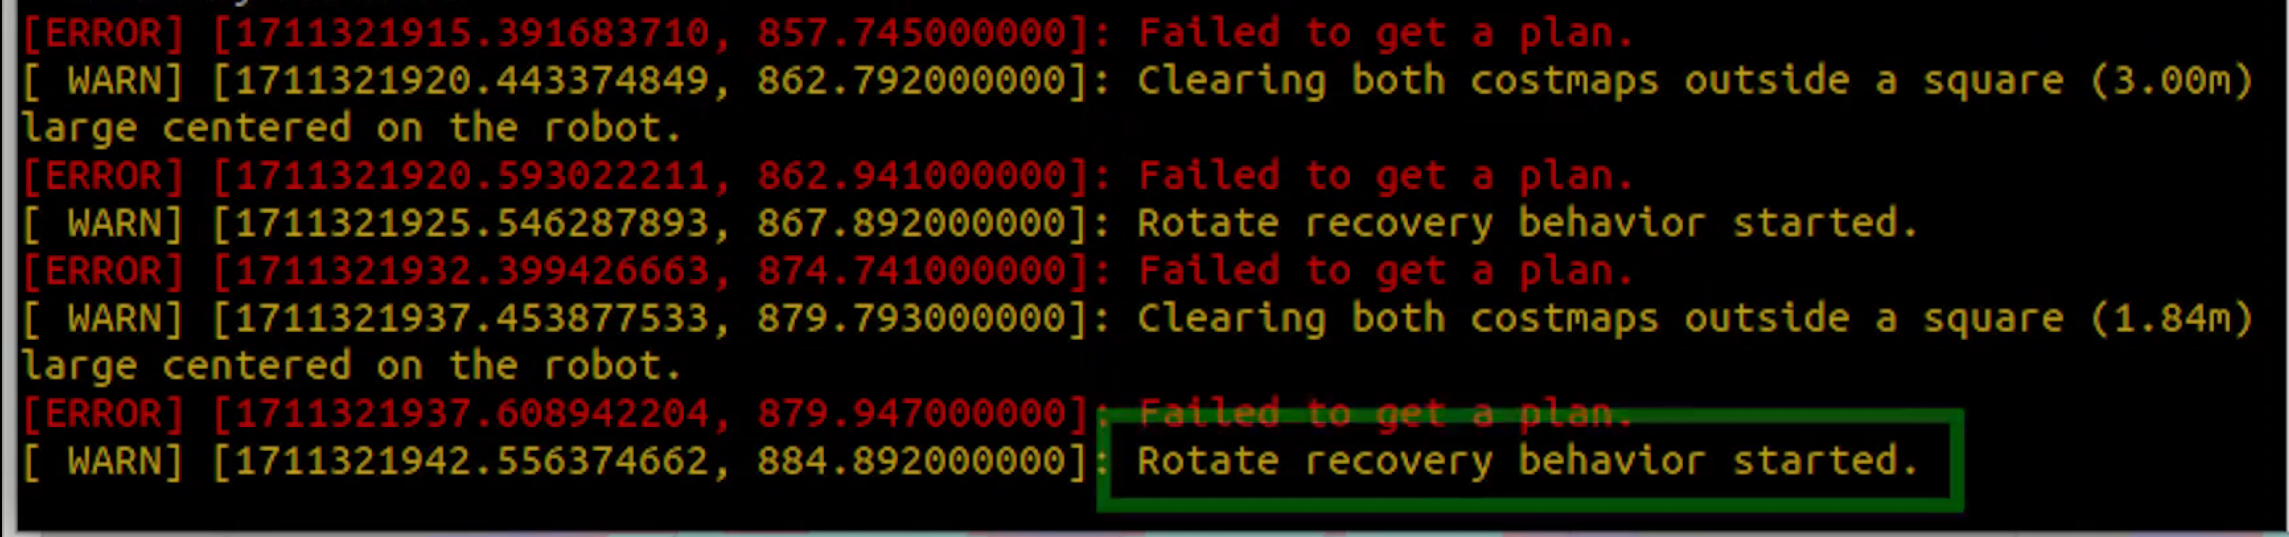 [ERROR] [1711321915.391683710, 857.745000000]: Failed to get a plan.
[ WARN] [1711321920.443374849, 862.792000000]: Clearing both costmaps outside a square (3.00m)
large centered on the robot.
[ERROR] [1711321920.593022211, 862.941000000]: Failed to get a plan.
[ WARN] [1711321925.546287893, 867.892000000]: Rotate recovery behavior started.
[ERROR] [1711321932.399426663, 874.741000000]: Failed to get a plan.
[ WARN] [1711321937.453877533, 879.793000000]: Clearing both costmaps outside a square (1.84m)
large centered on the robot.
[ERROR] [1711321937.608942204, 879.947000000]: Failed to get a plan.
[ WARN] [1711321942.556374662, 884.892000000]: Rotate recovery behavior started.